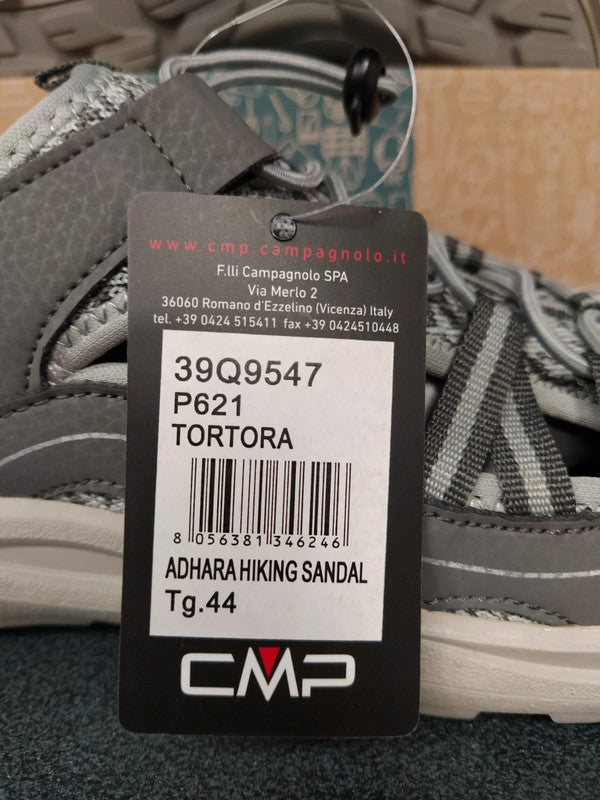 www.cmp.campagnolo.it
F.lli Campagnolo SPA
Via Merlo 2
36060 Romano d'Ezzelino (Vicenza) Italy
tel. +39 0424 515411 fax +39 0424510448
39Q9547
P621
TORTORA
8 056381 346246
ADHARA HIKING SANDAL
Tg.44
CMP